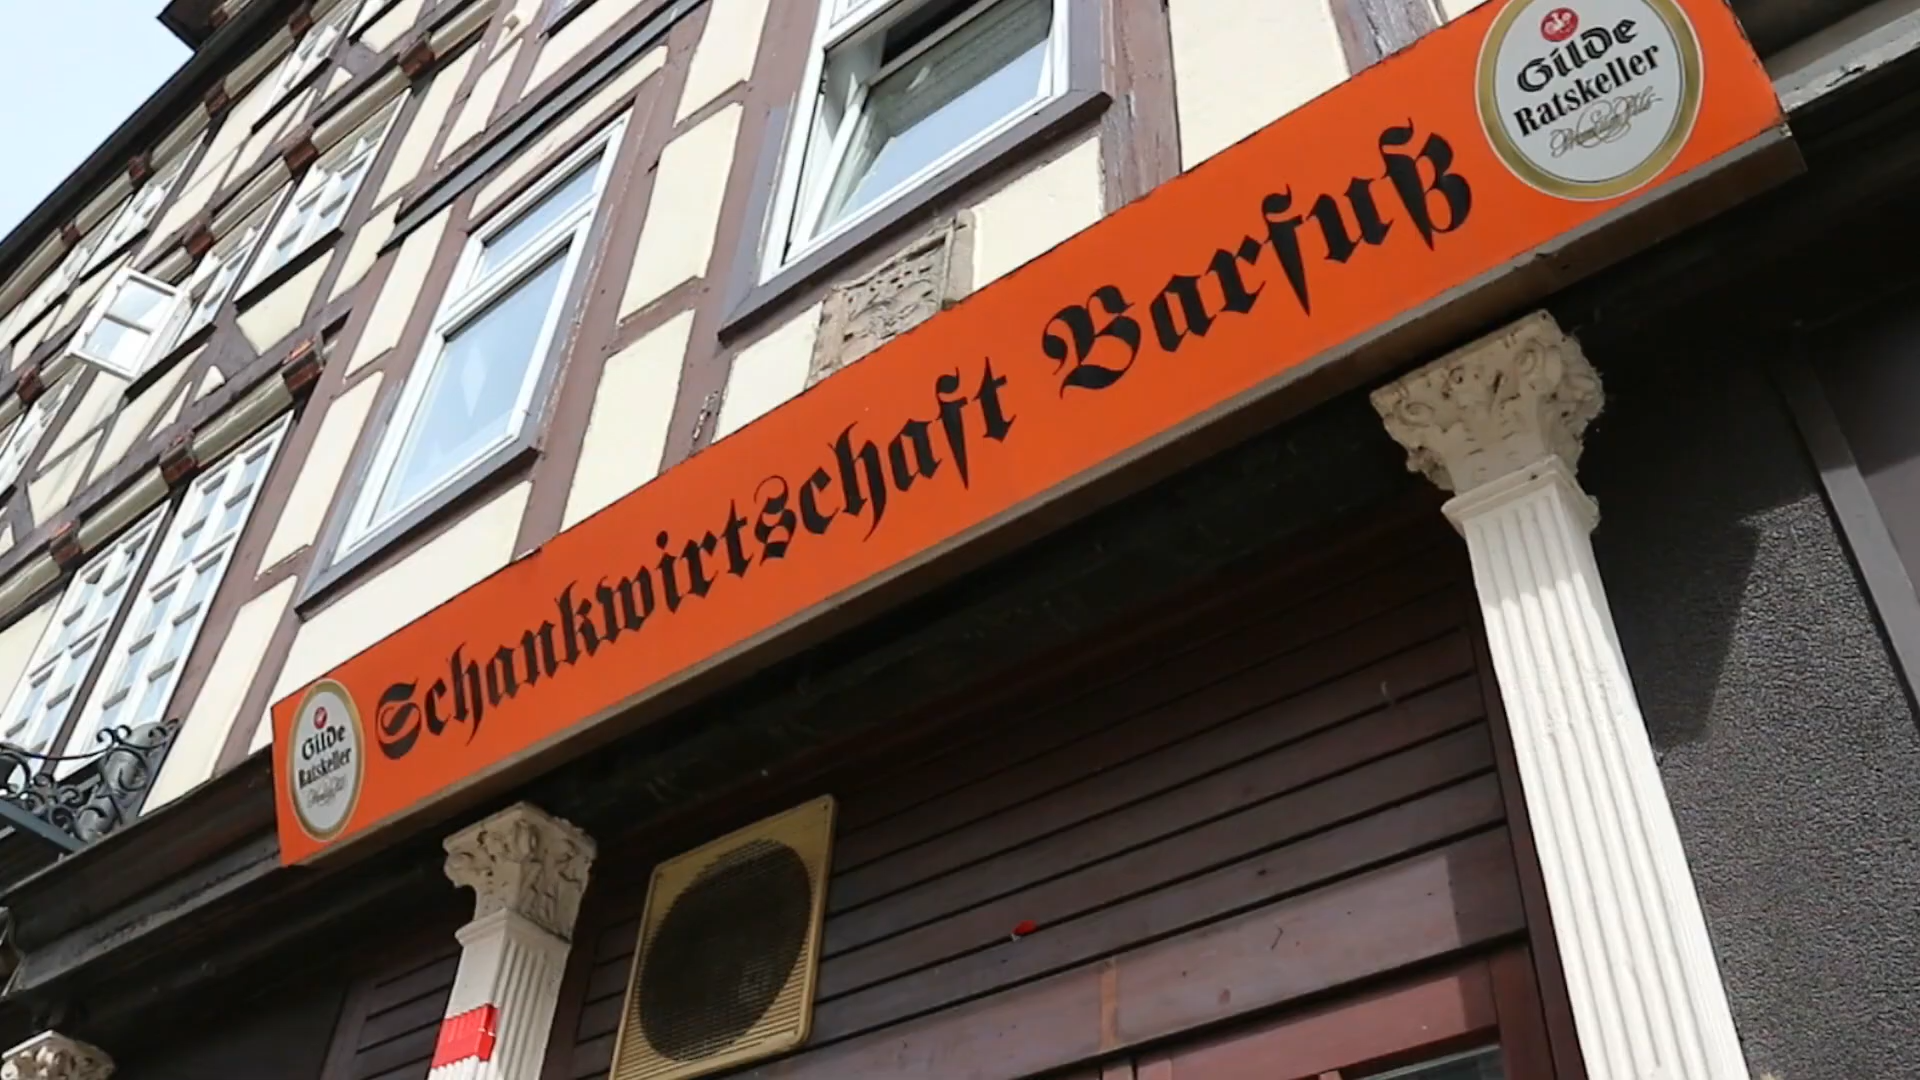 Gilde
Ratskeller
Schankwirtschaft Barfuß
Gilde
Ratskeller